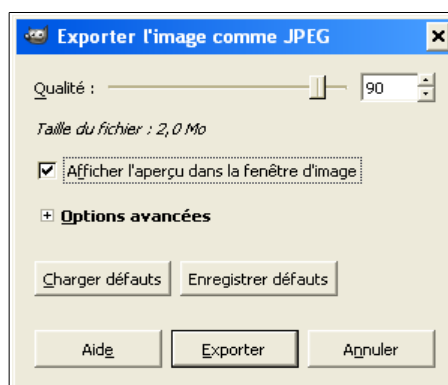 Exporter l'image comme JPEG
Qualité : 90
Taille du fichier : 2,0 Mo
Afficher l'aperçu dans la fenêtre d'image
Options avancées
Charger défauts Enregistrer défauts
Aide Exporter Annuler